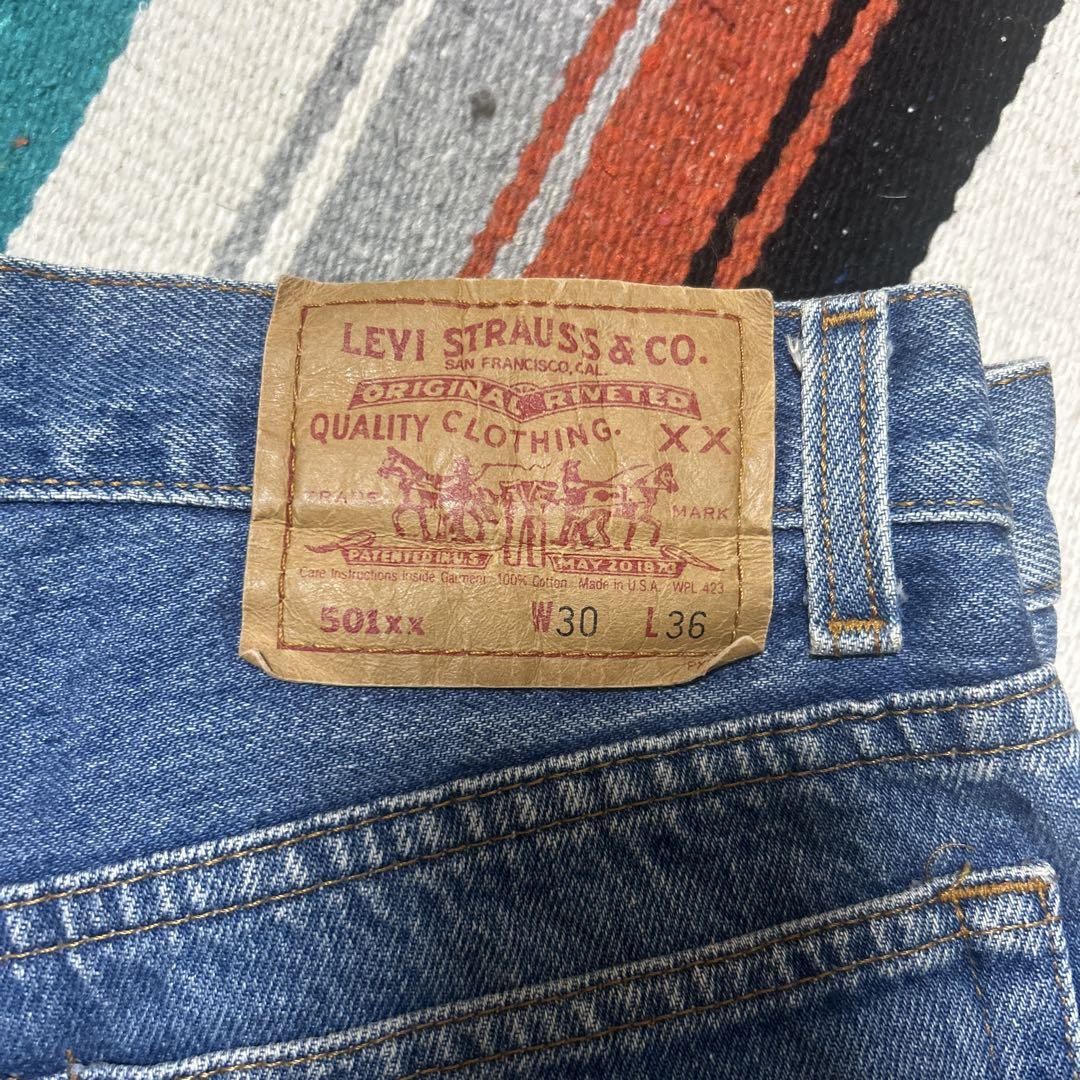 LEVI STRAUSS & CO.
SAN FRANCISCO, CAL.
ORIGINAL RIVETED
QUALITY CLOTHING. XX
TRADE MARK
PATENTED IN U.S. MAY 20 1873
Care Instructions Inside Garment 100% Cotton Made in U.S.A. WPL 423
501xx W30 L36